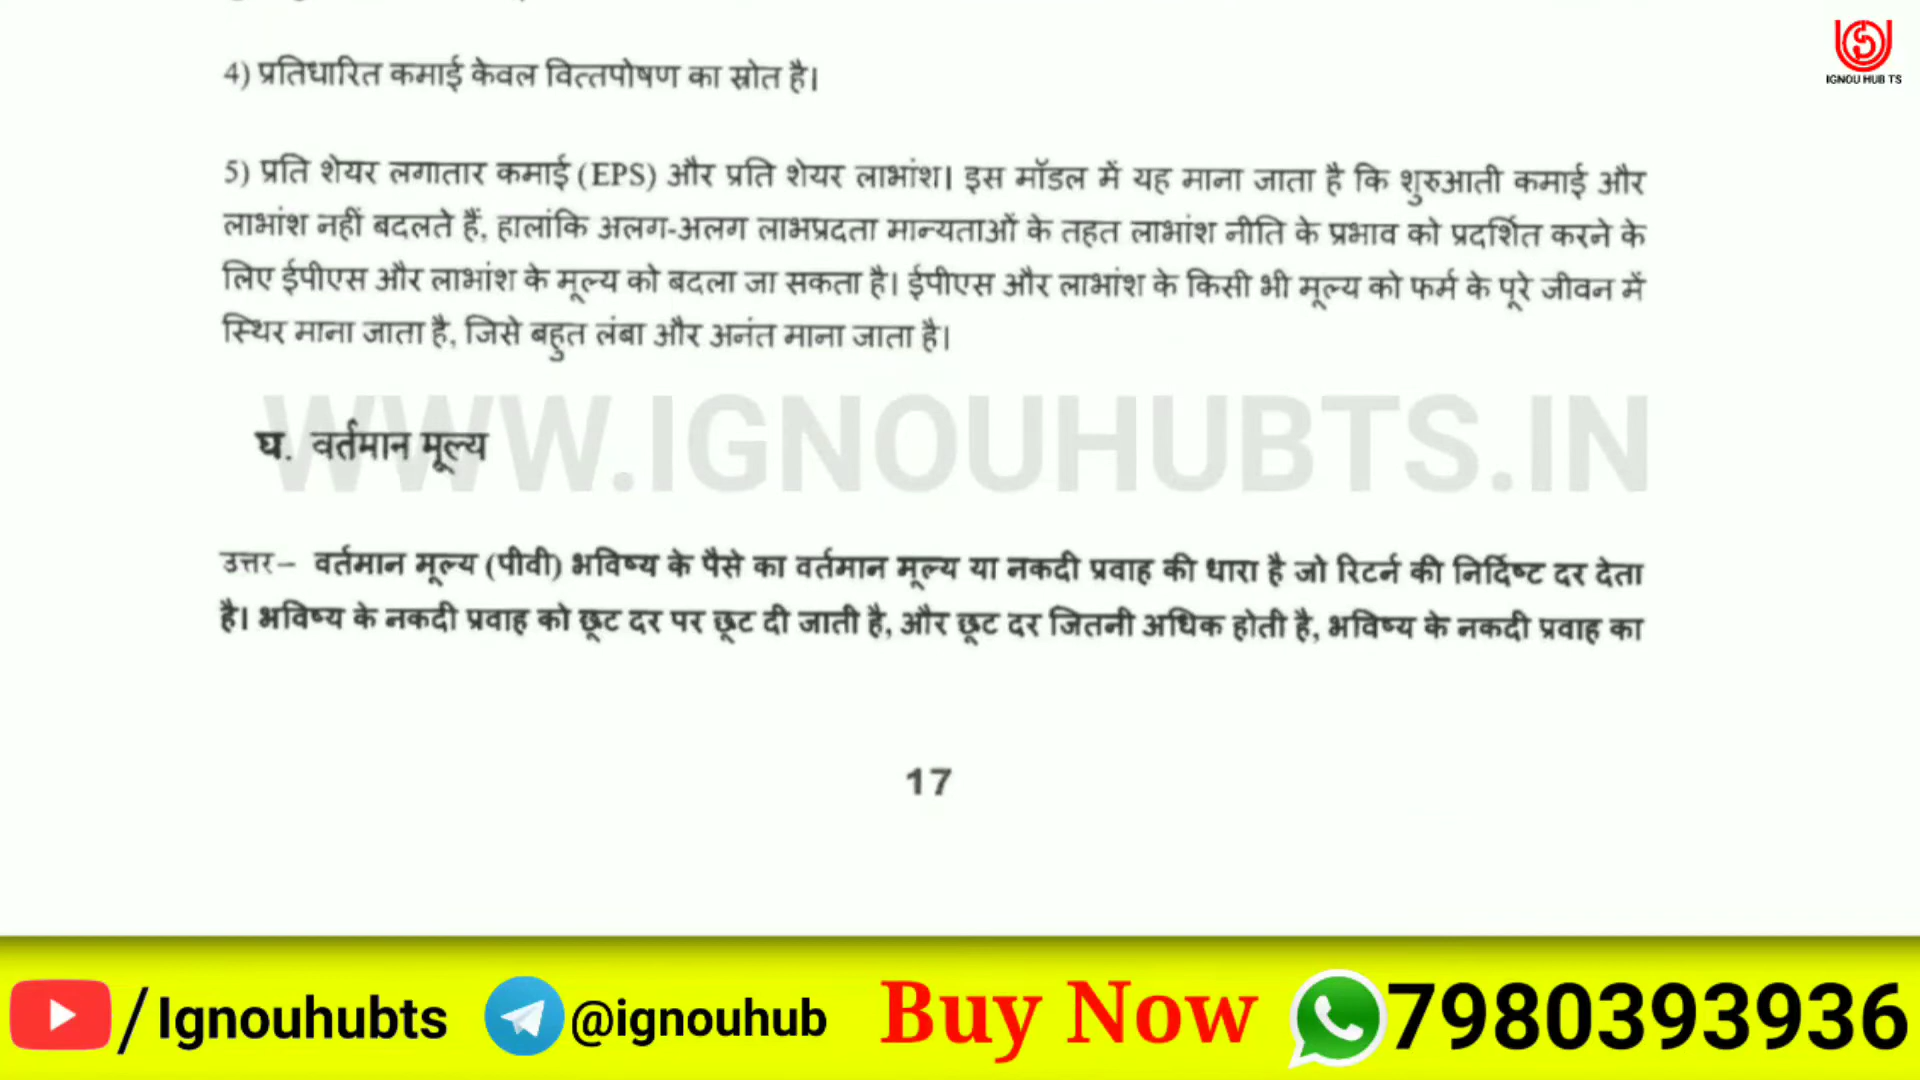 IGNOU HUB TS
4) प्रतिधारित कमाई केवल वित्तपोषण का स्रोत है।
5) प्रति शेयर लगातार कमाई (EPS) और प्रति शेयर लाभांश। इस मॉडल में यह माना जाता है कि शुरुआती कमाई और
लाभांश नहीं बदलते हैं, हालांकि अलग-अलग लाभप्रदता मान्यताओं के तहत लाभांश नीति के प्रभाव को प्रदर्शित करने के
लिए ईपीएस और लाभांश के मूल्य को बदला जा सकता है। ईपीएस और लाभांश के किसी भी मूल्य को फर्म के पूरे जीवन में
स्थिर माना जाता है, जिसे बहुत लंबा और अनंत माना जाता है।
WWW.IGNOUHUBTS.IN
घ. वर्तमान मूल्य
उत्तर– वर्तमान मूल्य (पीवी) भविष्य के पैसे का वर्तमान मूल्य या नकदी प्रवाह की धारा है जो रिटर्न की निर्दिष्ट दर देता
है। भविष्य के नकदी प्रवाह को छूट दर पर छूट दी जाती है, और छूट दर जितनी अधिक होती है, भविष्य के नकदी प्रवाह का
17
/Ignouhubts @ignouhub Buy Now 7980393936